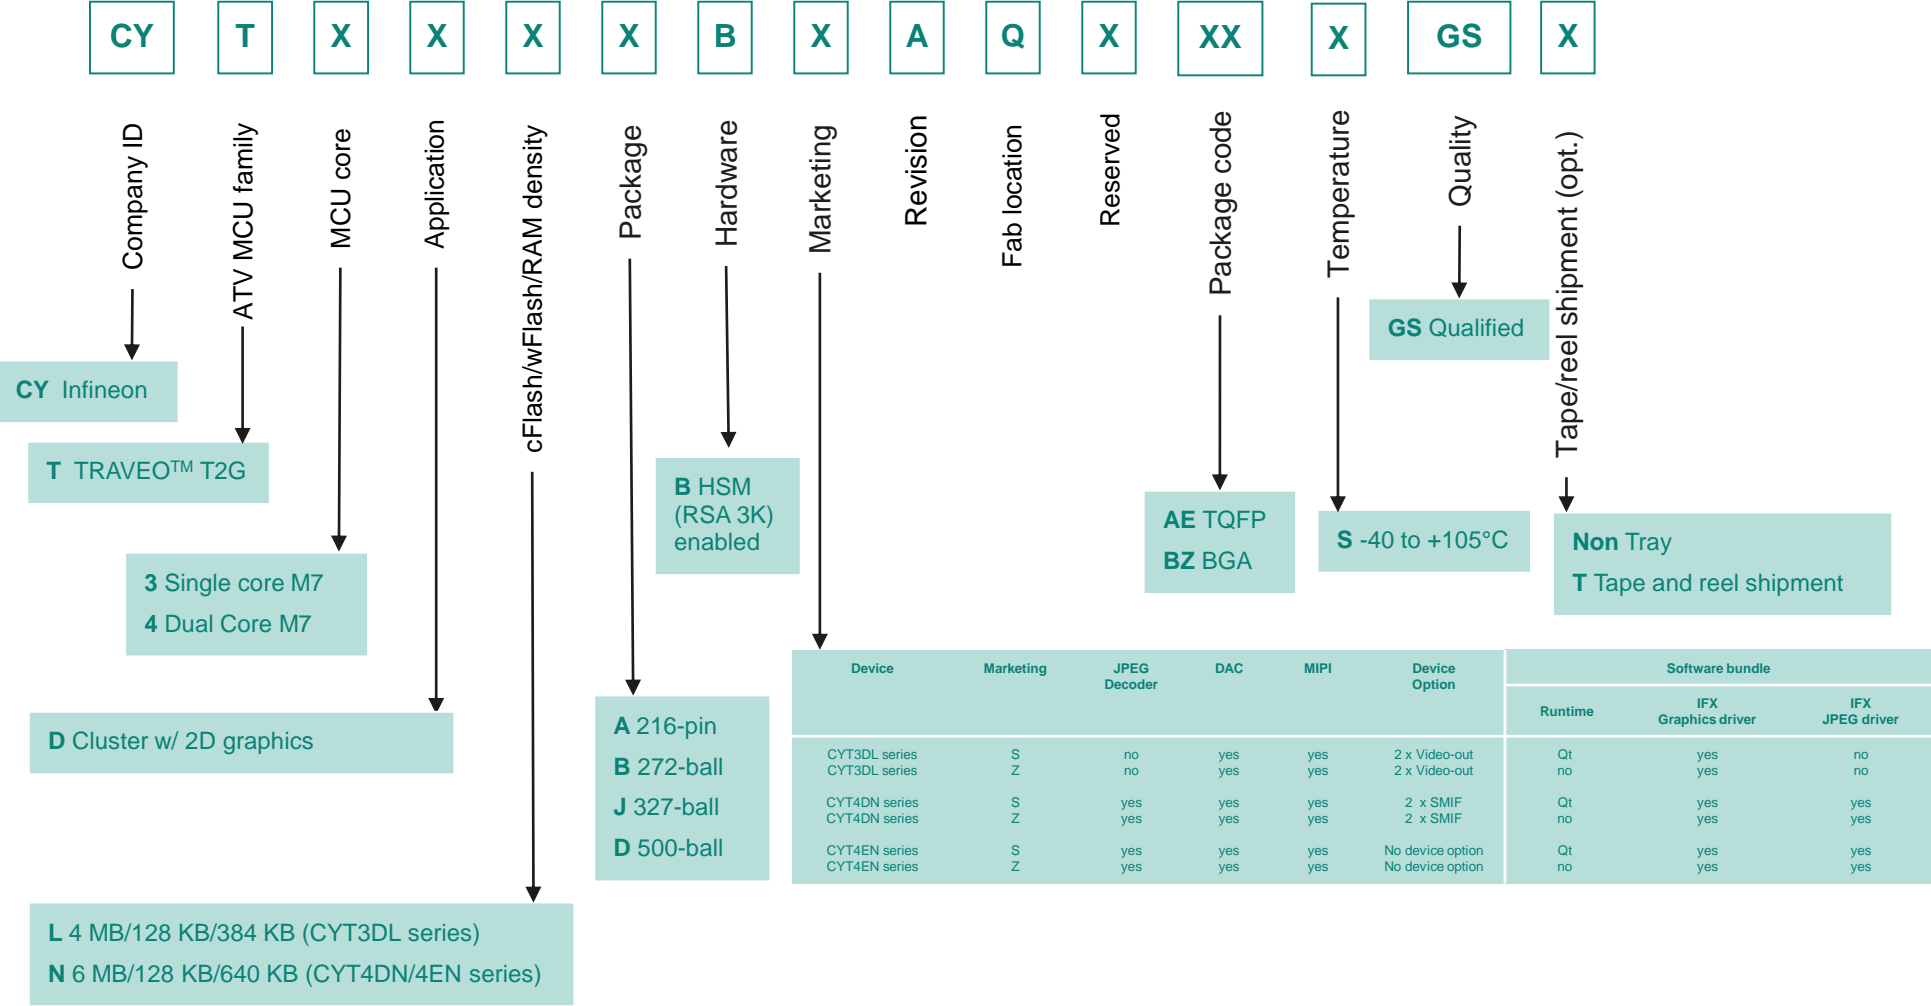 CY T X X X X B X A Q X XX X GS X
Company ID
ATV MCU family
MCU core
Application
cFlash/wFlash/RAM density
Package
Hardware
Marketing
Revision
Fab location
Reserved
Package code
Temperature
Quality
Tape/reel shipment (opt.)
CY Infineon
T TRAVEO™ T2G
3 Single core M7
4 Dual Core M7
D Cluster w/ 2D graphics
L 4 MB/128 KB/384 KB (CYT3DL series)
N 6 MB/128 KB/640 KB (CYT4DN/4EN series)
A 216-pin
B 272-ball
J 327-ball
D 500-ball
B HSM
(RSA 3K)
enabled
AE TQFP
BZ BGA
S -40 to +105°C
GS Qualified
Non Tray
T Tape and reel shipment
Device Marketing JPEG DAC MIPI Device Software bundle
Decoder Option
Runtime IFX IFX
Graphics driver JPEG driver
CYT3DL series S no yes yes 2 x Video-out Qt yes no
CYT3DL series Z no yes yes 2 x Video-out no yes no
CYT4DN series S yes yes yes 2 x SMIF Qt yes yes
CYT4DN series Z yes yes yes 2 x SMIF no yes yes
CYT4EN series S yes yes yes No device option Qt yes yes
CYT4EN series Z yes yes yes No device option no yes yes